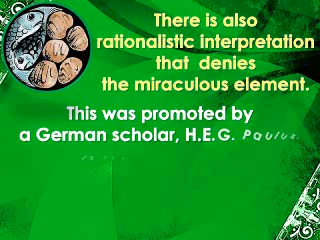 There is also
rationalistic interpretation
that denies
the miraculous element.
This was promoted by
a German scholar, H.E.G. Paulus.